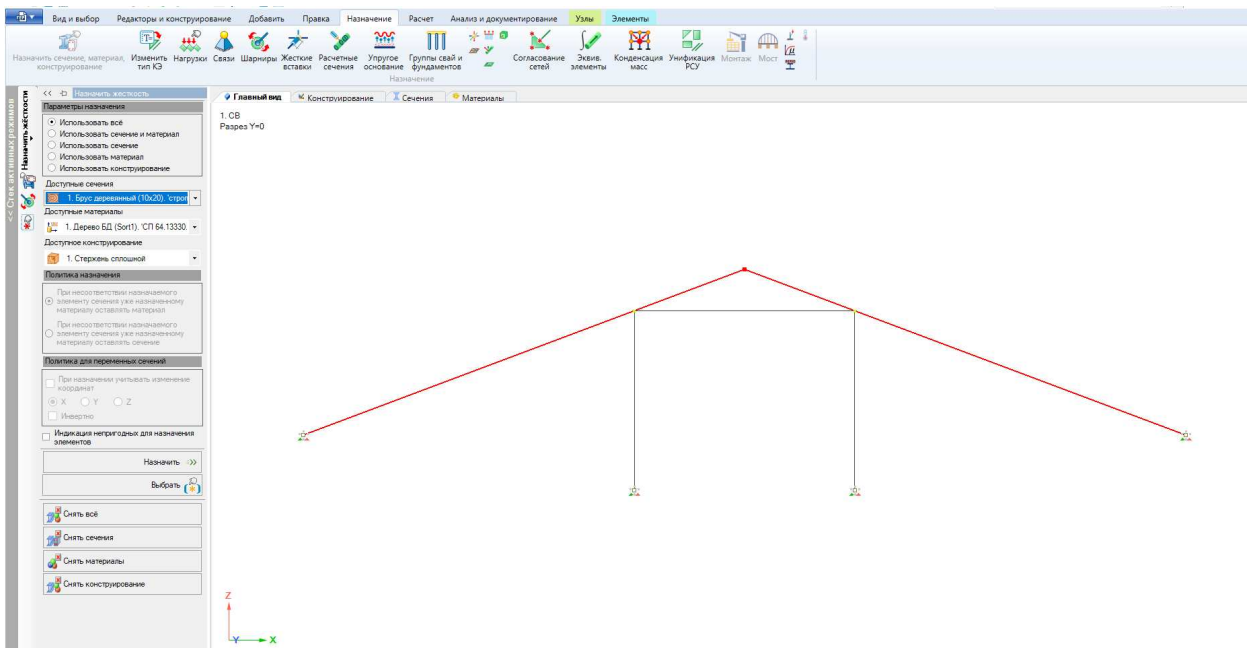 Вид и выбор Редакторы и конструирование Добавить Правка Назначение Расчет Анализ и документирование Узлы Элементы
Назначить сечение, материал, конструирование
Изменить тип КЭ
Нагрузки
Связи
Шарниры
Жесткие вставки
Расчетные сечения
Упругое основание
Группы свай и фундаментов
Согласование сетей
Эквив. элементы
Конденсация масс
Унификация РСУ
Монтаж
Мост
Назначение
<< Стек активных режимов
Назначить жёсткости
<< Назначить жесткость
Параметры назначения
Использовать всё
Использовать сечение и материал
Использовать сечение
Использовать материал
Использовать конструирование
Доступные сечения
1. Брус деревянный (10x20). 'строп
Доступные материалы
1. Дерево БД (Sort1). 'СП 64.13330.
Доступное конструирование
1. Стержень сплошной
Политика назначения
При несоответствии назначаемого
элементу сечения уже назначенному
материалу оставлять материал
При несоответствии назначаемого
элементу сечения уже назначенному
материалу оставлять сечение
Политика для переменных сечений
При назначении учитывать изменение
координат
X Y Z
Инвертно
Индикация непригодных для назначения
элементов
Назначить
Выбрать
Снять всё
Снять сечения
Снять материалы
Снять конструирование
Главный вид Конструирование Сечения Материалы
1. СВ
Разрез Y=0
Z
Y X